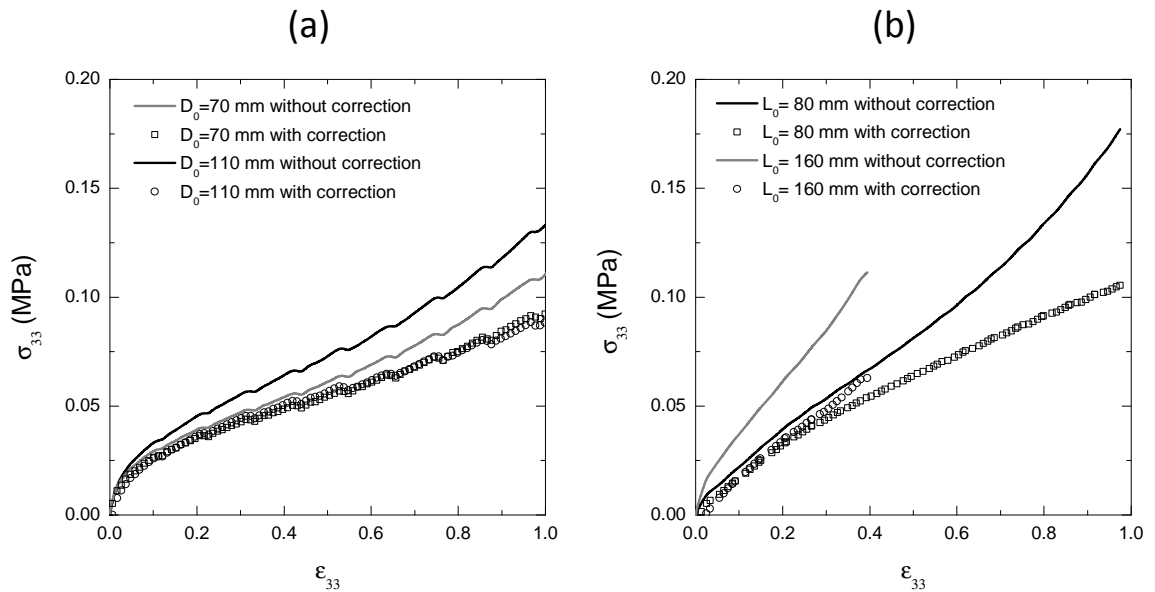 (a)
(b)
0.20
0.15
0.10
0.05
0.00
0.0 0.2 0.4 0.6 0.8 1.0
σ33 (MPa)
ε33
D0=70 mm without correction
D0=70 mm with correction
D0=110 mm without correction
D0=110 mm with correction
0.20
0.15
0.10
0.05
0.00
0.0 0.2 0.4 0.6 0.8 1.0
σ33 (MPa)
ε33
L0= 80 mm without correction
L0= 80 mm with correction
L0= 160 mm without correction
L0= 160 mm with correction